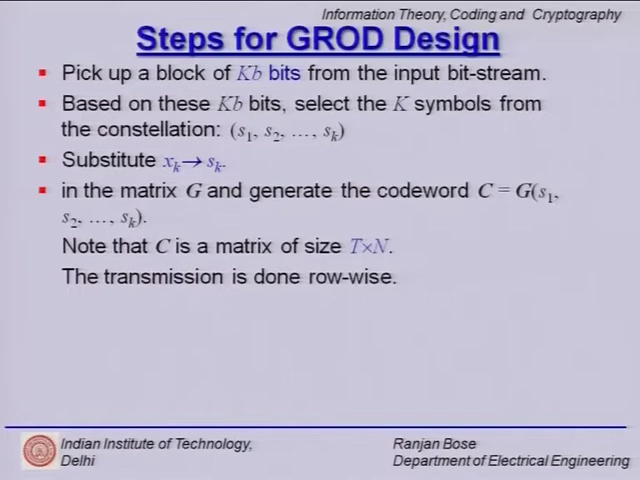 Information Theory, Coding and Cryptography
Steps for GROD Design
▪ Pick up a block of Kb bits from the input bit-stream.
▪ Based on these Kb bits, select the K symbols from
the constellation: (s₁, s₂, …, sₖ)
▪ Substitute xₖ→ sₖ.
▪ in the matrix G and generate the codeword C = G(s₁,
s₂, …, sₖ).
Note that C is a matrix of size T×N.
The transmission is done row-wise.
Indian Institute of Technology,
Delhi
Ranjan Bose
Department of Electrical Engineering